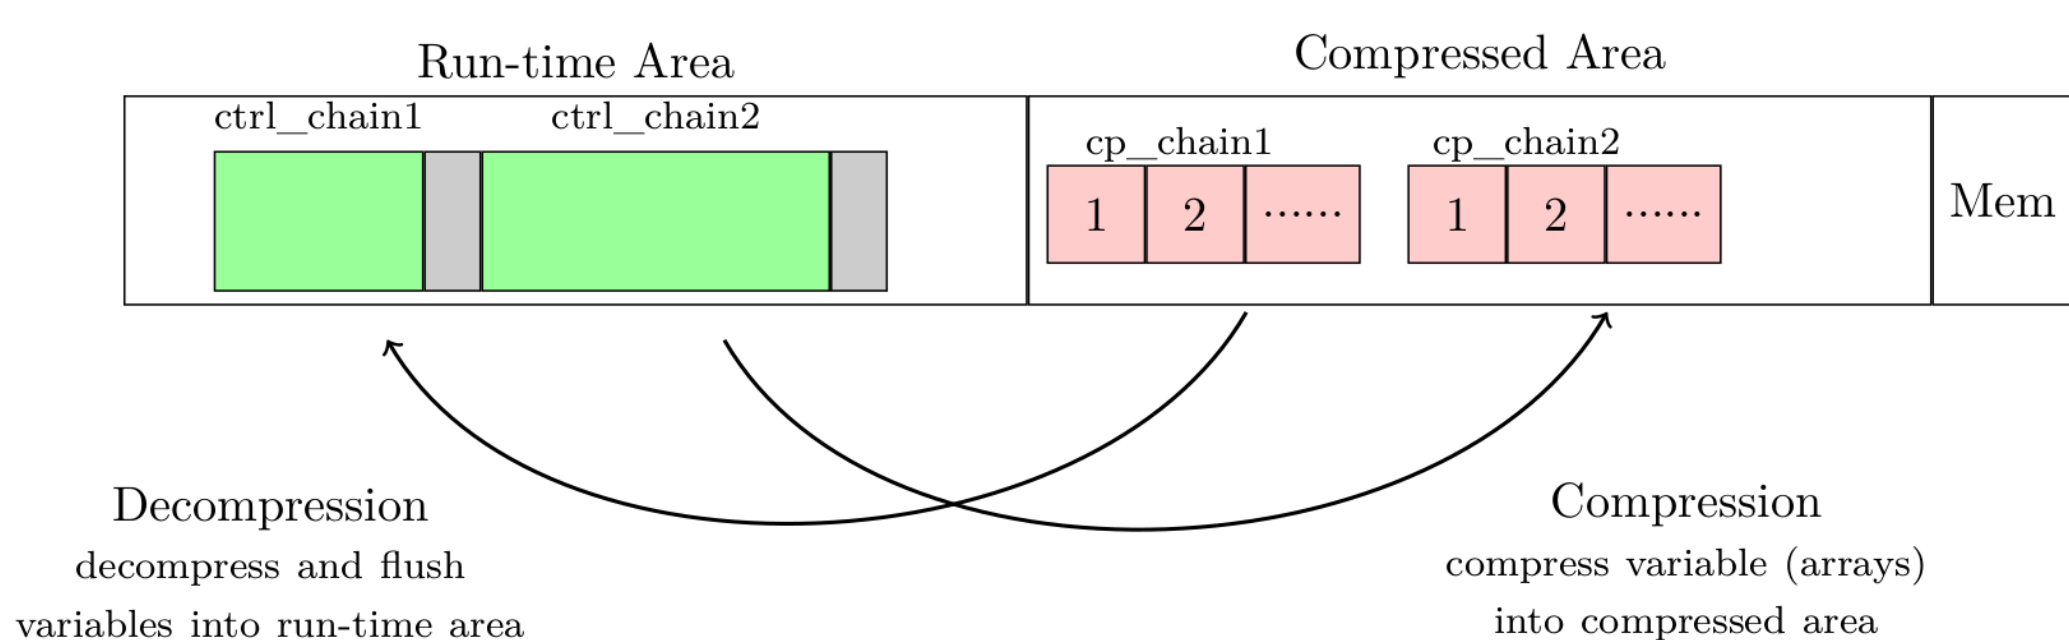 Run-time Area
Compressed Area
ctrl_chain1
ctrl_chain2
cp_chain1
cp_chain2
1 2 ······
1 2 ······
Mem
Decompression
decompress and flush
variables into run-time area
Compression
compress variable (arrays)
into compressed area